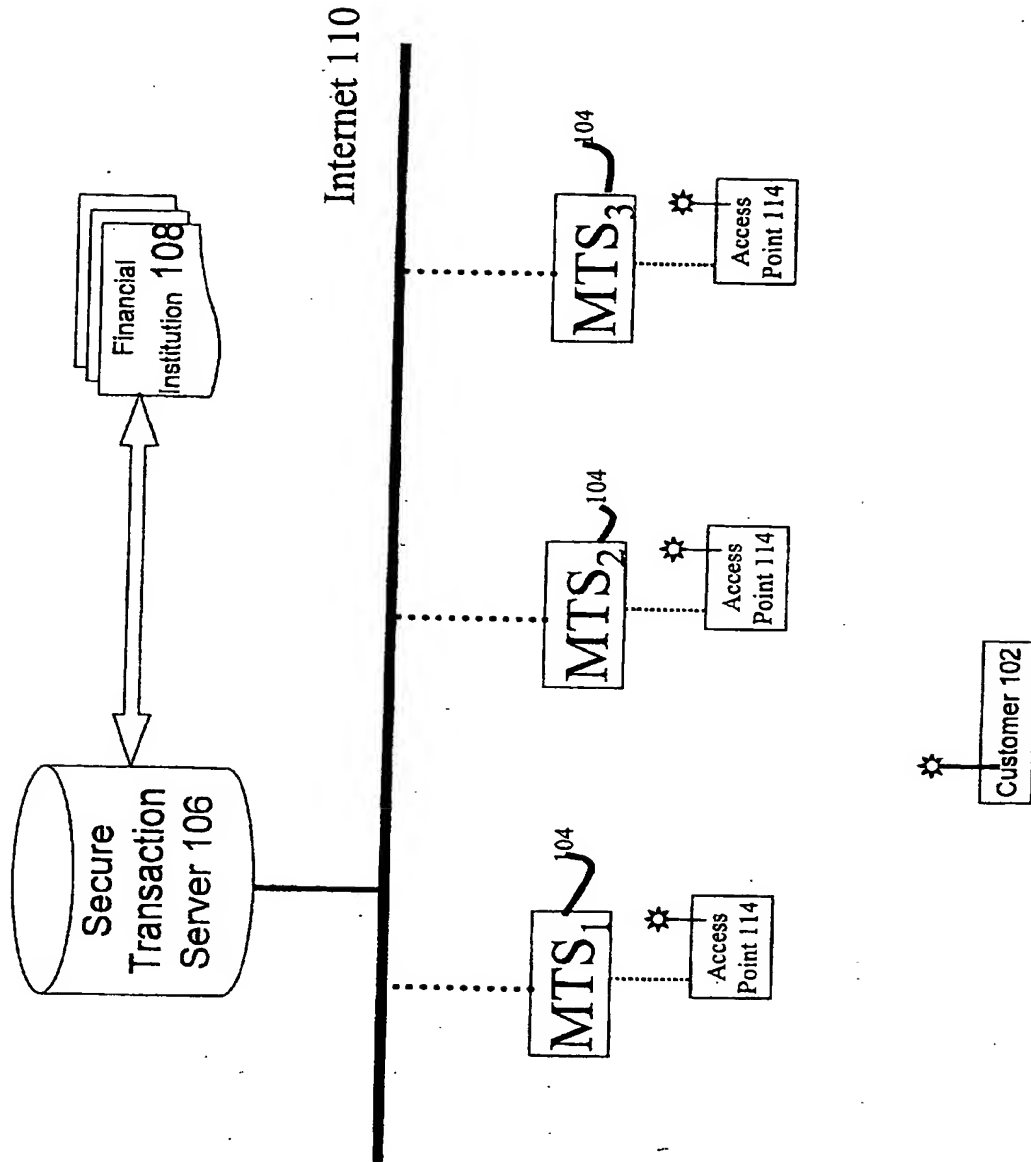 Secure
Transaction
Server 106
Financial
Institution 108
Internet 110
MTS1
104
MTS2
104
MTS3
104
Access
Point 114
Access
Point 114
Access
Point 114
Customer 102